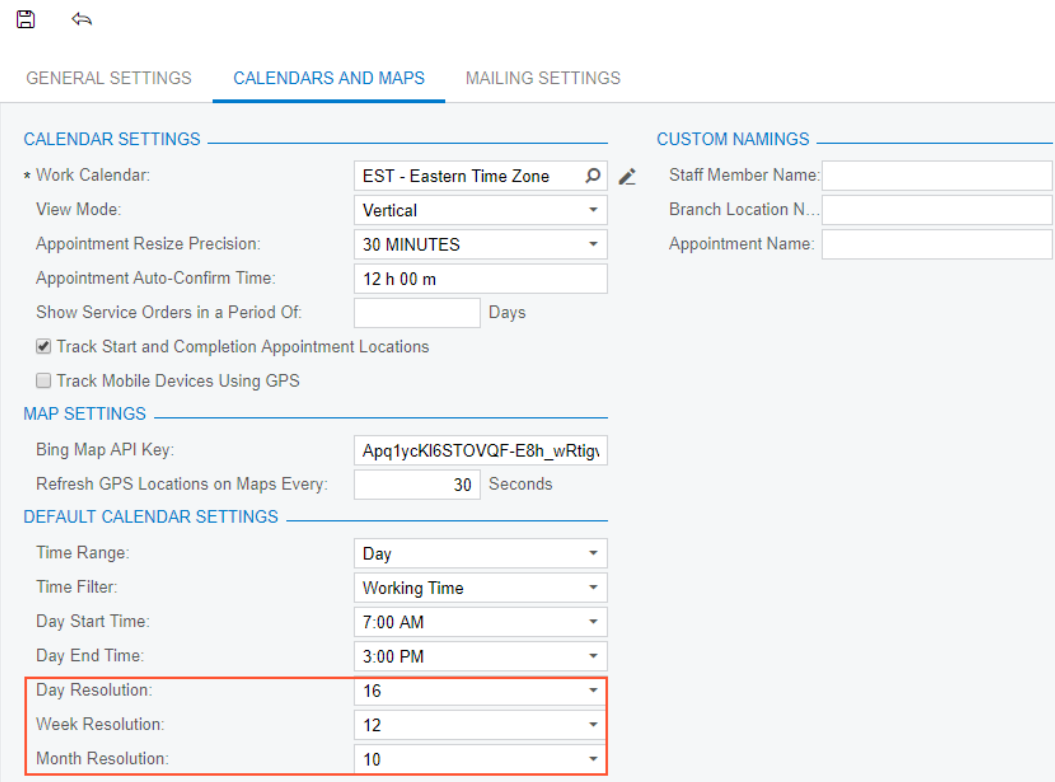 GENERAL SETTINGS CALENDARS AND MAPS MAILING SETTINGS
CALENDAR SETTINGS
* Work Calendar: EST - Eastern Time Zone
View Mode: Vertical
Appointment Resize Precision: 30 MINUTES
Appointment Auto-Confirm Time: 12 h 00 m
Show Service Orders in a Period Of: Days
Track Start and Completion Appointment Locations
Track Mobile Devices Using GPS
MAP SETTINGS
Bing Map API Key: Apq1ycKl6STOVQF-E8h_wRtigv
Refresh GPS Locations on Maps Every: 30 Seconds
DEFAULT CALENDAR SETTINGS
Time Range: Day
Time Filter: Working Time
Day Start Time: 7:00 AM
Day End Time: 3:00 PM
Day Resolution: 16
Week Resolution: 12
Month Resolution: 10
CUSTOM NAMINGS
Staff Member Name:
Branch Location N...
Appointment Name: